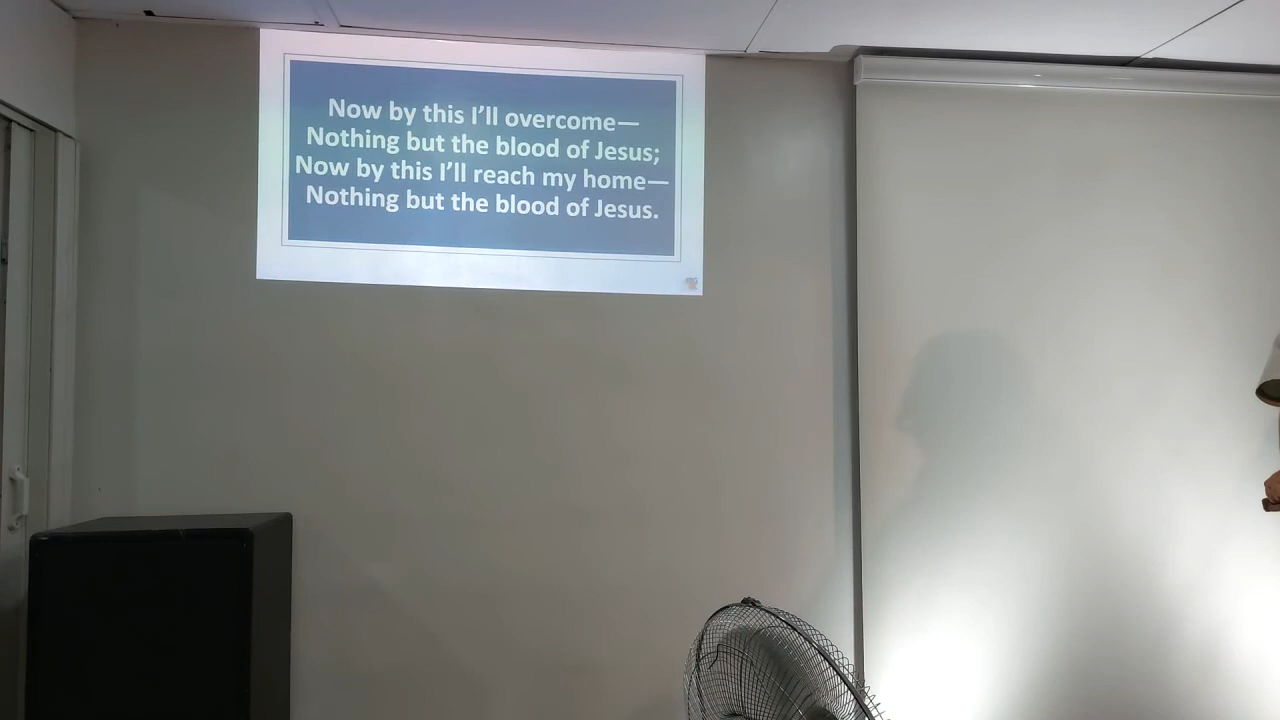 Now by this I’ll overcome—
Nothing but the blood of Jesus;
Now by this I’ll reach my home—
Nothing but the blood of Jesus.